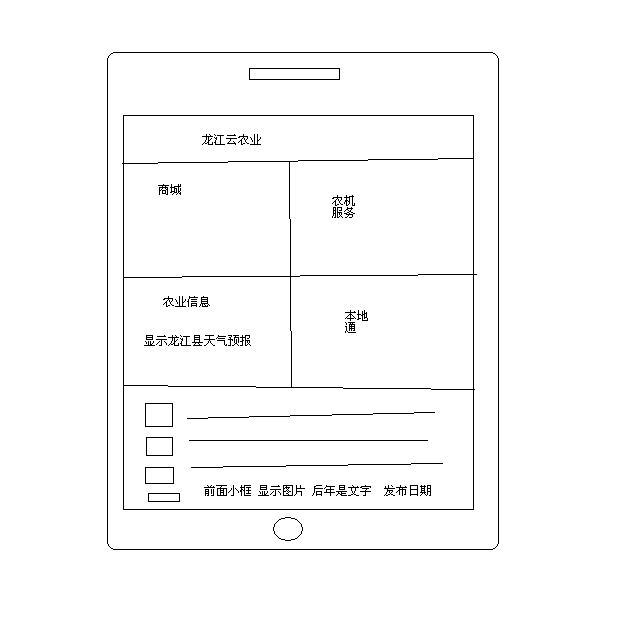 龙江云农业
商城
农机
服务
农业信息
显示龙江县天气预报
本地
通
前面小框 显示图片 后年是文字 发布日期